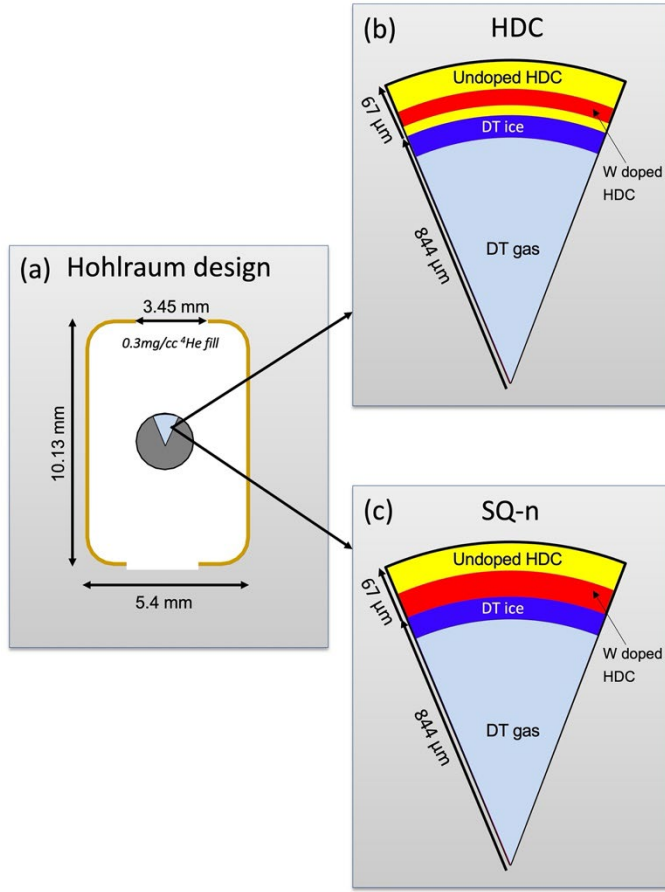 (a) Hohlraum design
3.45 mm
0.3mg/cc ⁴He fill
10.13 mm
5.4 mm
(b) HDC
Undoped HDC
67 μm
DT ice
W doped
HDC
844 μm
DT gas
(c) SQ-n
Undoped HDC
67 μm
DT ice
W doped
HDC
844 μm
DT gas